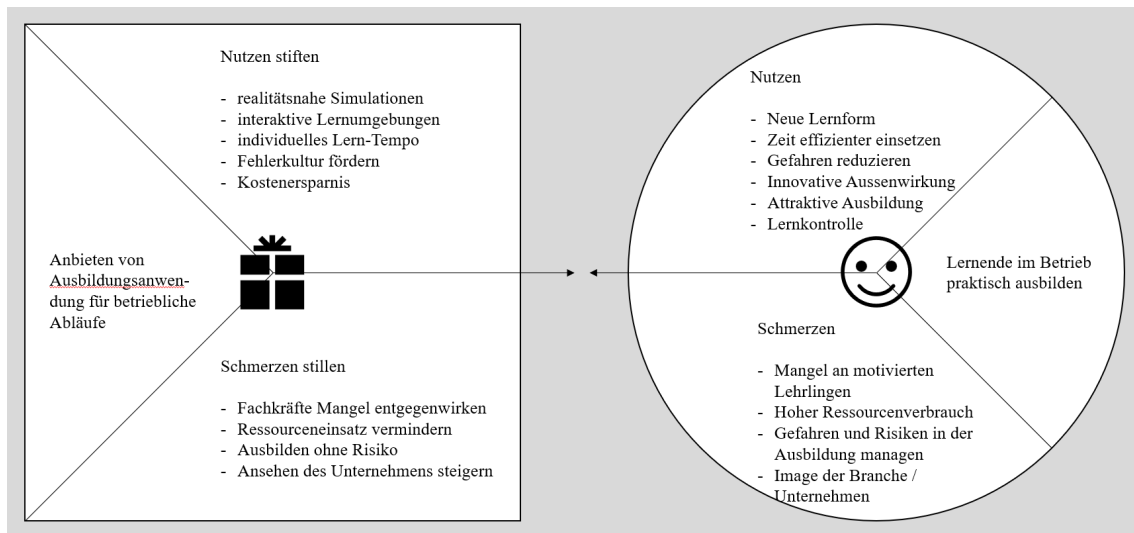 Nutzen stiften
- realitätsnahe Simulationen
- interaktive Lernumgebungen
- individuelles Lern-Tempo
- Fehlerkultur fördern
- Kostenersparnis
Anbieten von
Ausbildungsanwen-
dung für betriebliche
Abläufe
Schmerzen stillen
- Fachkräfte Mangel entgegenwirken
- Ressourceneinsatz vermindern
- Ausbilden ohne Risiko
- Ansehen des Unternehmens steigern
Nutzen
- Neue Lernform
- Zeit effizienter einsetzen
- Gefahren reduzieren
- Innovative Aussenwirkung
- Attraktive Ausbildung
- Lernkontrolle
Lernende im Betrieb
praktisch ausbilden
Schmerzen
- Mangel an motivierten
Lehrlingen
- Hoher Ressourcenverbrauch
- Gefahren und Risiken in der
Ausbildung managen
- Image der Branche /
Unternehmen